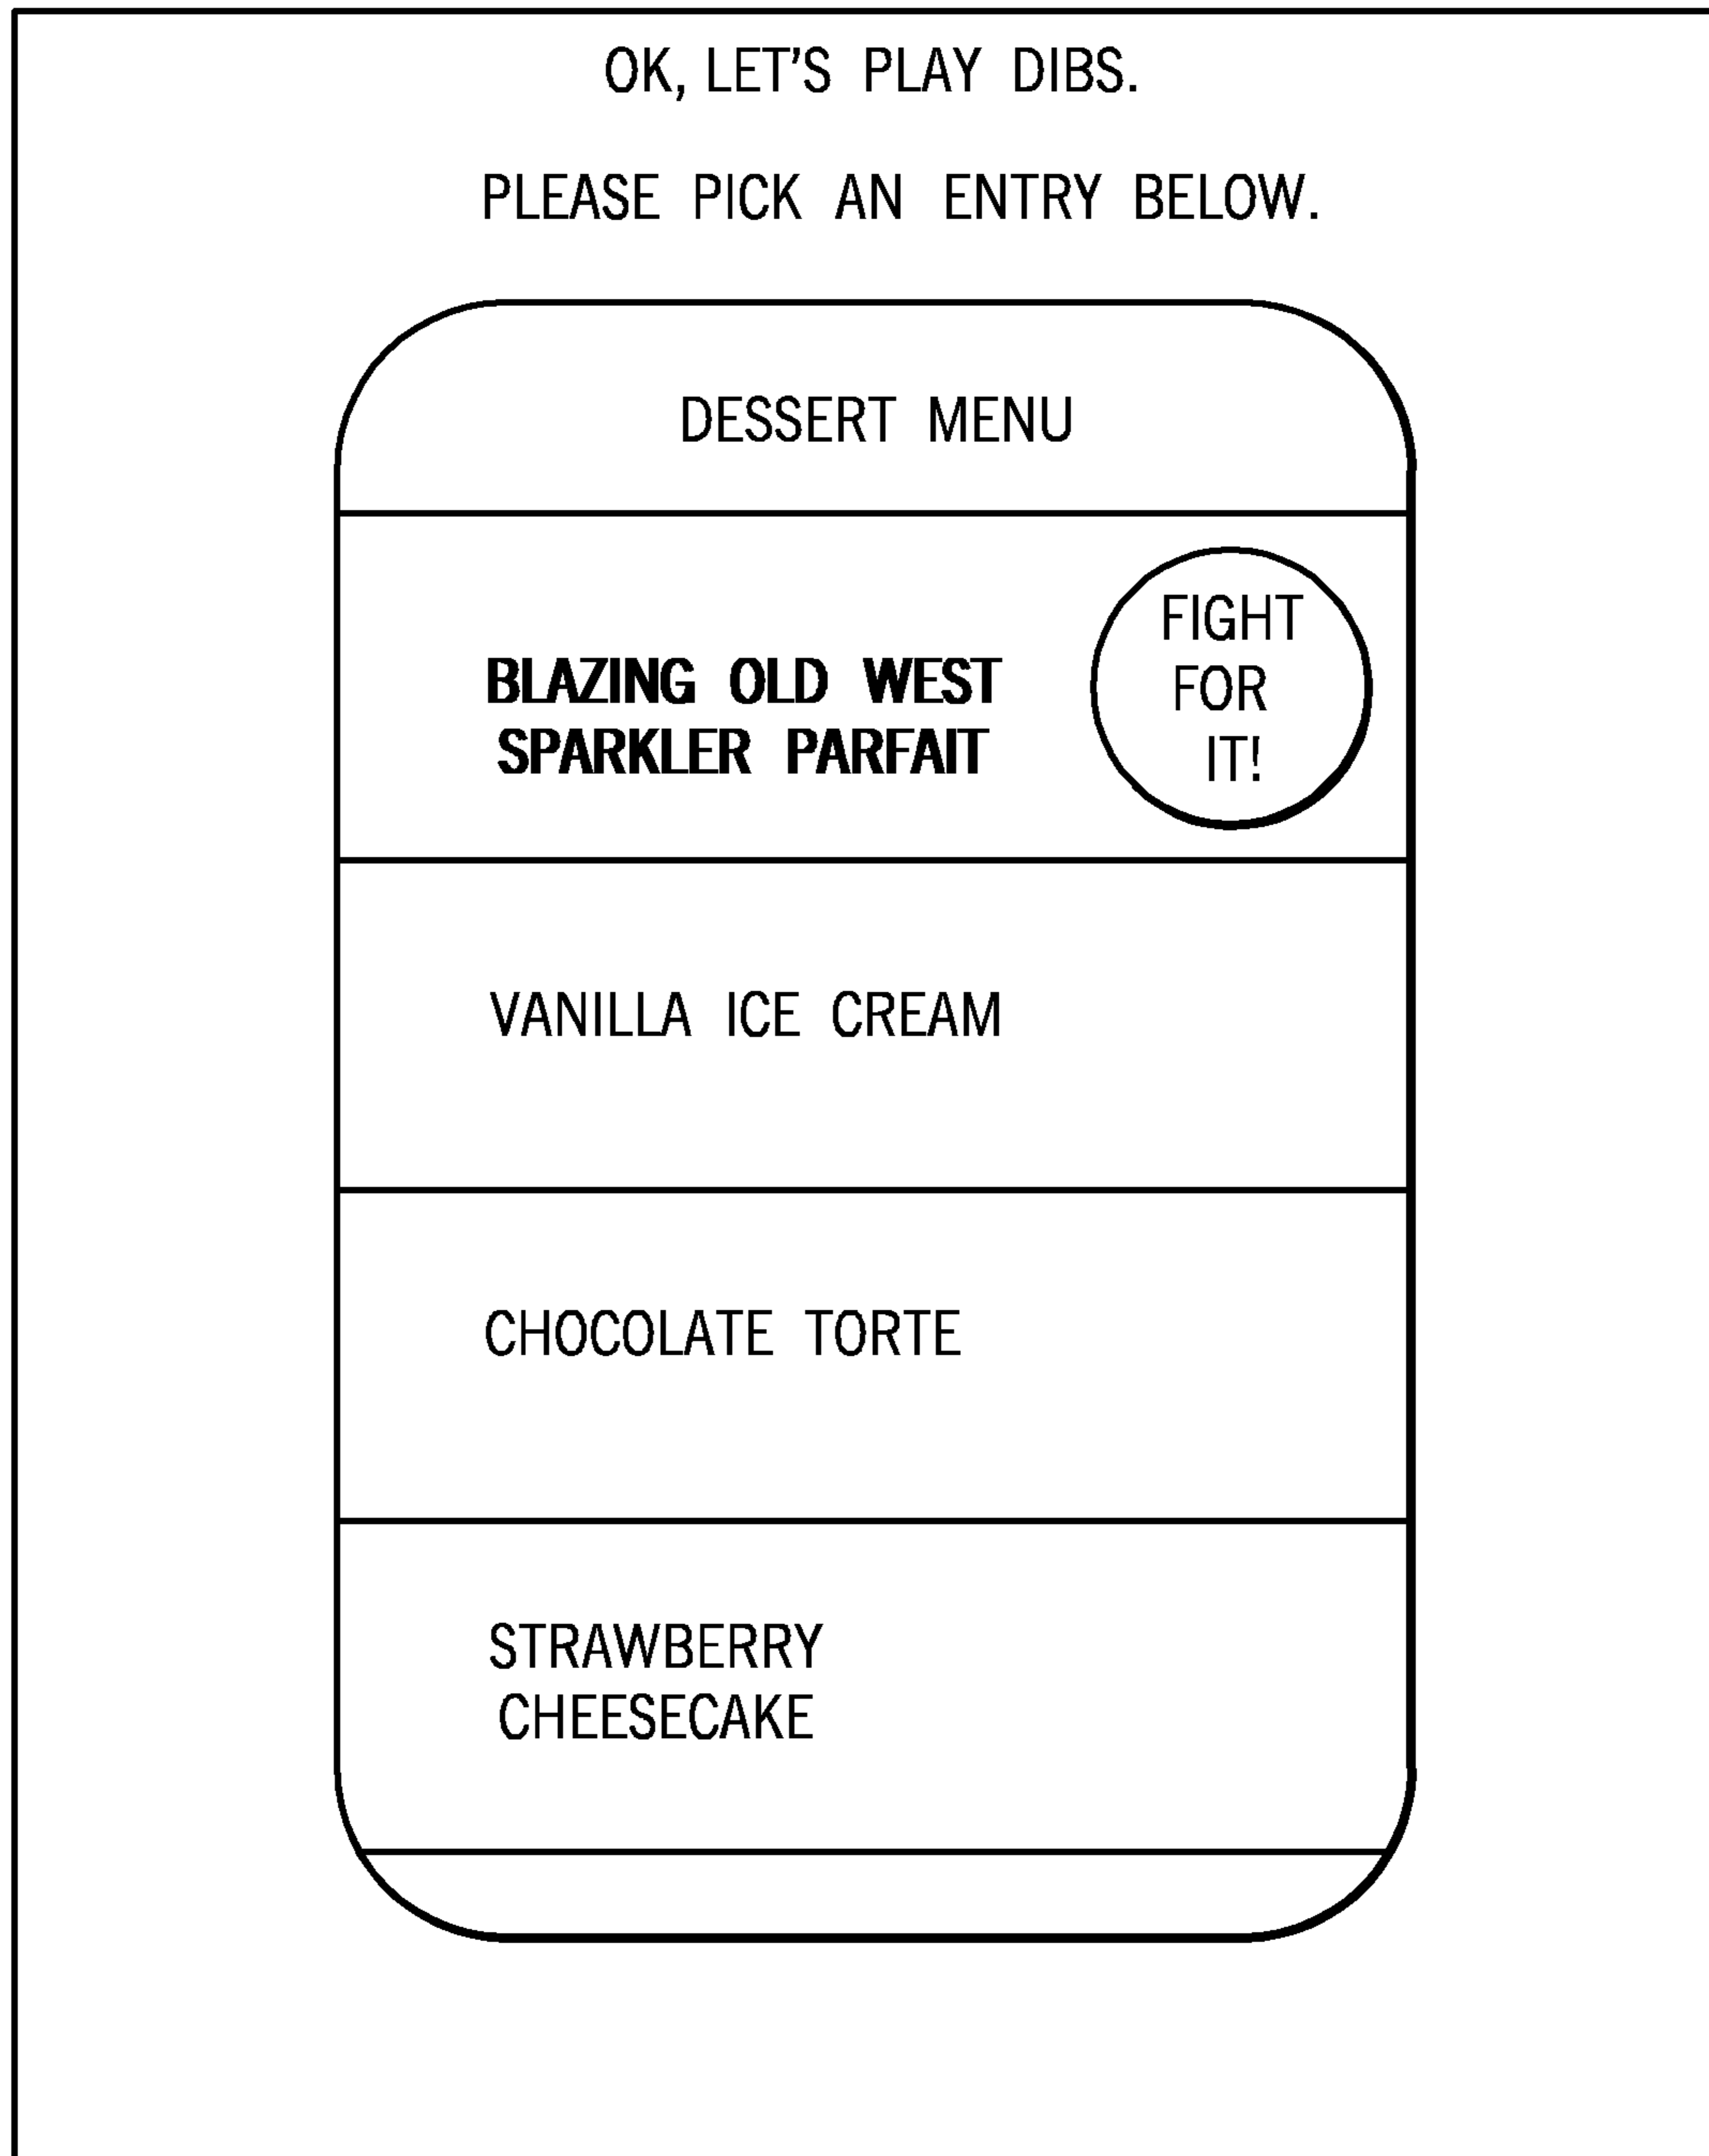 OK, LET'S PLAY DIBS.
PLEASE PICK AN ENTRY BELOW.
DESSERT MENU
FIGHT
FOR
IT!
BLAZING OLD WEST
SPARKLER PARFAIT
VANILLA ICE CREAM
CHOCOLATE TORTE
STRAWBERRY
CHEESECAKE